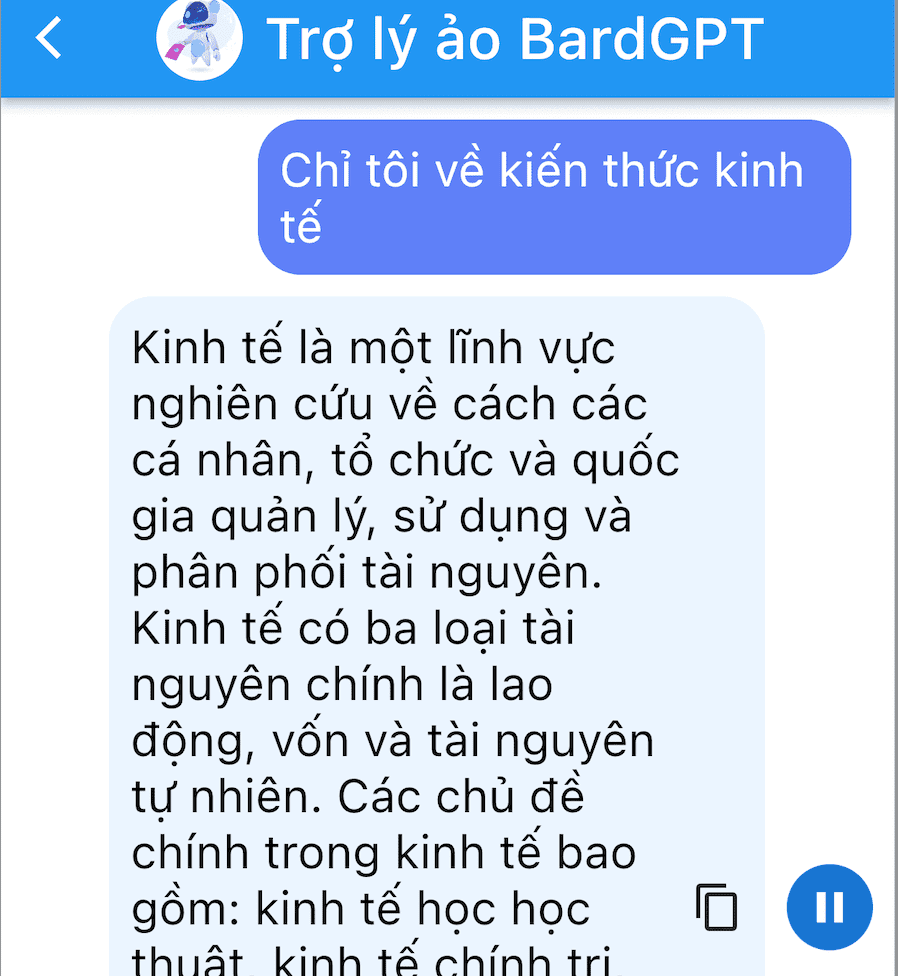 Trợ lý ảo BardGPT
Chỉ tôi về kiến thức kinh
tế
Kinh tế là một lĩnh vực
nghiên cứu về cách các
cá nhân, tổ chức và quốc
gia quản lý, sử dụng và
phân phối tài nguyên.
Kinh tế có ba loại tài
nguyên chính là lao
động, vốn và tài nguyên
tự nhiên. Các chủ đề
chính trong kinh tế bao
gồm: kinh tế học học
thuật, kinh tế chính trị,